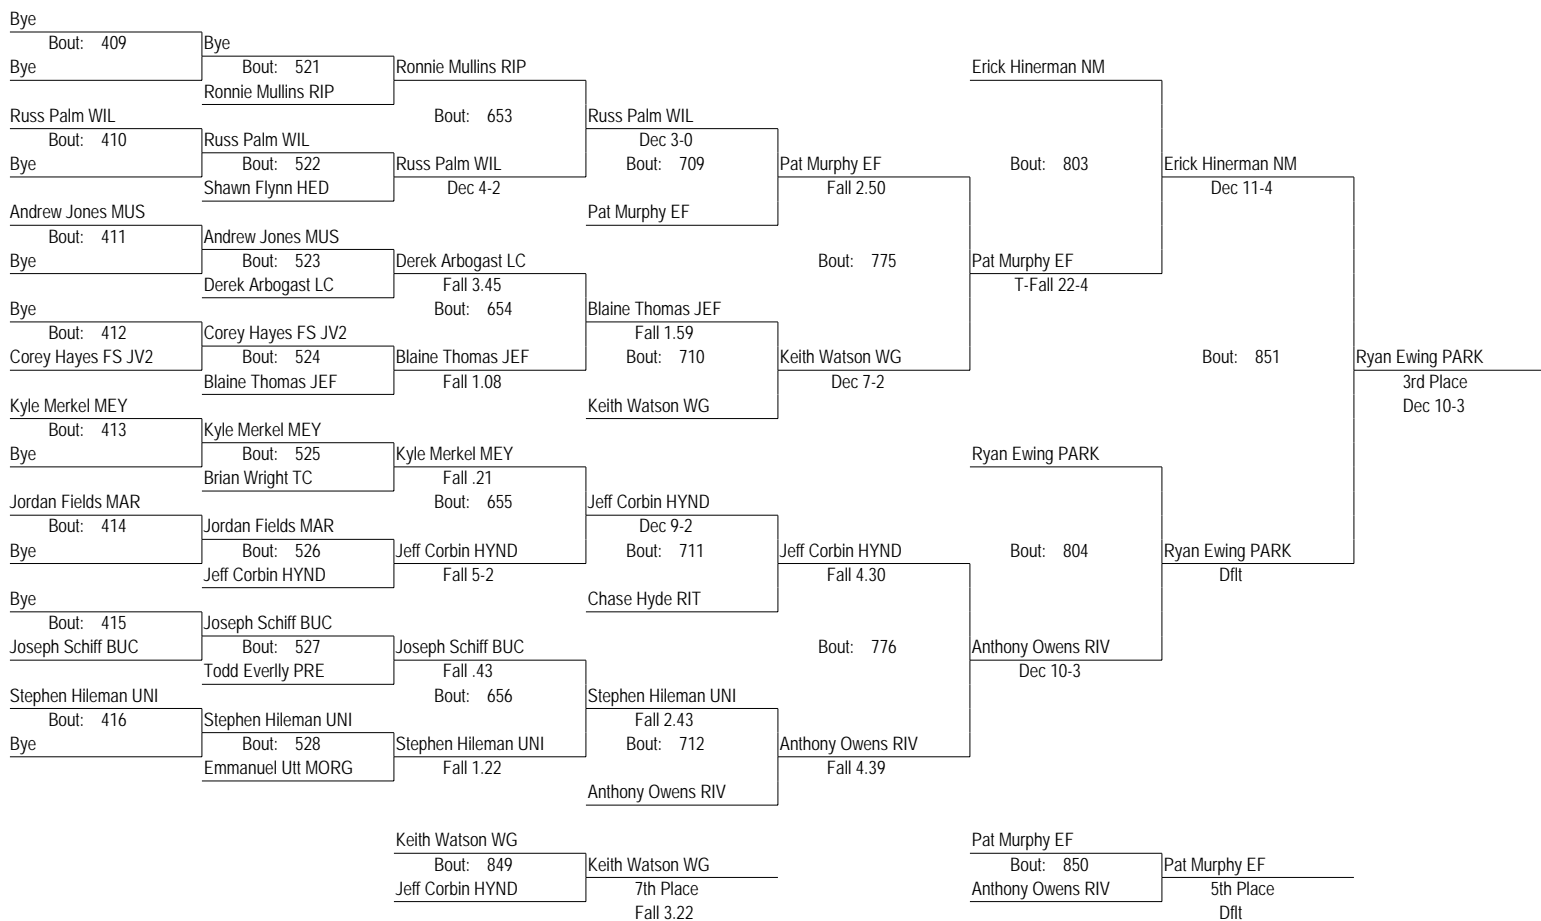 Bye
Bout: 409 Bye
Bye Bout: 521 Ronnie Mullins RIP Erick Hinerman NM
Ronnie Mullins RIP
Russ Palm WIL Bout: 653 Russ Palm WIL
Bout: 410 Russ Palm WIL Dec 3-0
Bye Bout: 522 Russ Palm WIL Bout: 709 Pat Murphy EF Bout: 803 Erick Hinerman NM
Shawn Flynn HED Dec 4-2 Fall 2.50 Dec 11-4
Andrew Jones MUS Pat Murphy EF
Bout: 411 Andrew Jones MUS
Bye Bout: 523 Derek Arbogast LC Bout: 775 Pat Murphy EF
Derek Arbogast LC Fall 3.45 T-Fall 22-4
Bye Bout: 654 Blaine Thomas JEF
Bout: 412 Corey Hayes FS JV2 Fall 1.59
Corey Hayes FS JV2 Bout: 524 Blaine Thomas JEF Bout: 710 Keith Watson WG Bout: 851 Ryan Ewing PARK
Blaine Thomas JEF Fall 1.08 Dec 7-2 3rd Place
Kyle Merkel MEY Keith Watson WG Dec 10-3
Bout: 413 Kyle Merkel MEY
Bye Bout: 525 Kyle Merkel MEY Ryan Ewing PARK
Brian Wright TC Fall .21
Jordan Fields MAR Bout: 655 Jeff Corbin HYND
Bout: 414 Jordan Fields MAR Dec 9-2
Bye Bout: 526 Jeff Corbin HYND Bout: 711 Jeff Corbin HYND Bout: 804 Ryan Ewing PARK
Jeff Corbin HYND Fall 5-2 Fall 4.30 Dflt
Bye Chase Hyde RIT
Bout: 415 Joseph Schiff BUC
Joseph Schiff BUC Bout: 527 Joseph Schiff BUC Bout: 776 Anthony Owens RIV
Todd Everlly PRE Fall .43 Dec 10-3
Stephen Hileman UNI Bout: 656 Stephen Hileman UNI
Bout: 416 Stephen Hileman UNI Fall 2.43
Bye Bout: 528 Stephen Hileman UNI Bout: 712 Anthony Owens RIV
Emmanuel Utt MORG Fall 1.22 Fall 4.39
Anthony Owens RIV
Keith Watson WG Pat Murphy EF
Bout: 849 Keith Watson WG Bout: 850 Pat Murphy EF
Jeff Corbin HYND 7th Place Anthony Owens RIV 5th Place
Fall 3.22 Dflt